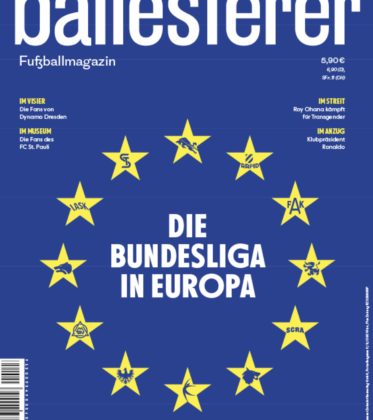 ballesterer
Fußballmagazin
5,90 €
IM VISIER
Die Fans von
Dynamo Dresden
IM MUSEUM
Die Fans des
FC St. Pauli
IM STREIT
Roy Ohana kämpft
für Transgender
IM ANZUG
Klubpräsident
Ronaldo
RAPID
LASK
FAK
DIE
BUNDESLIGA
IN EUROPA
SCRA